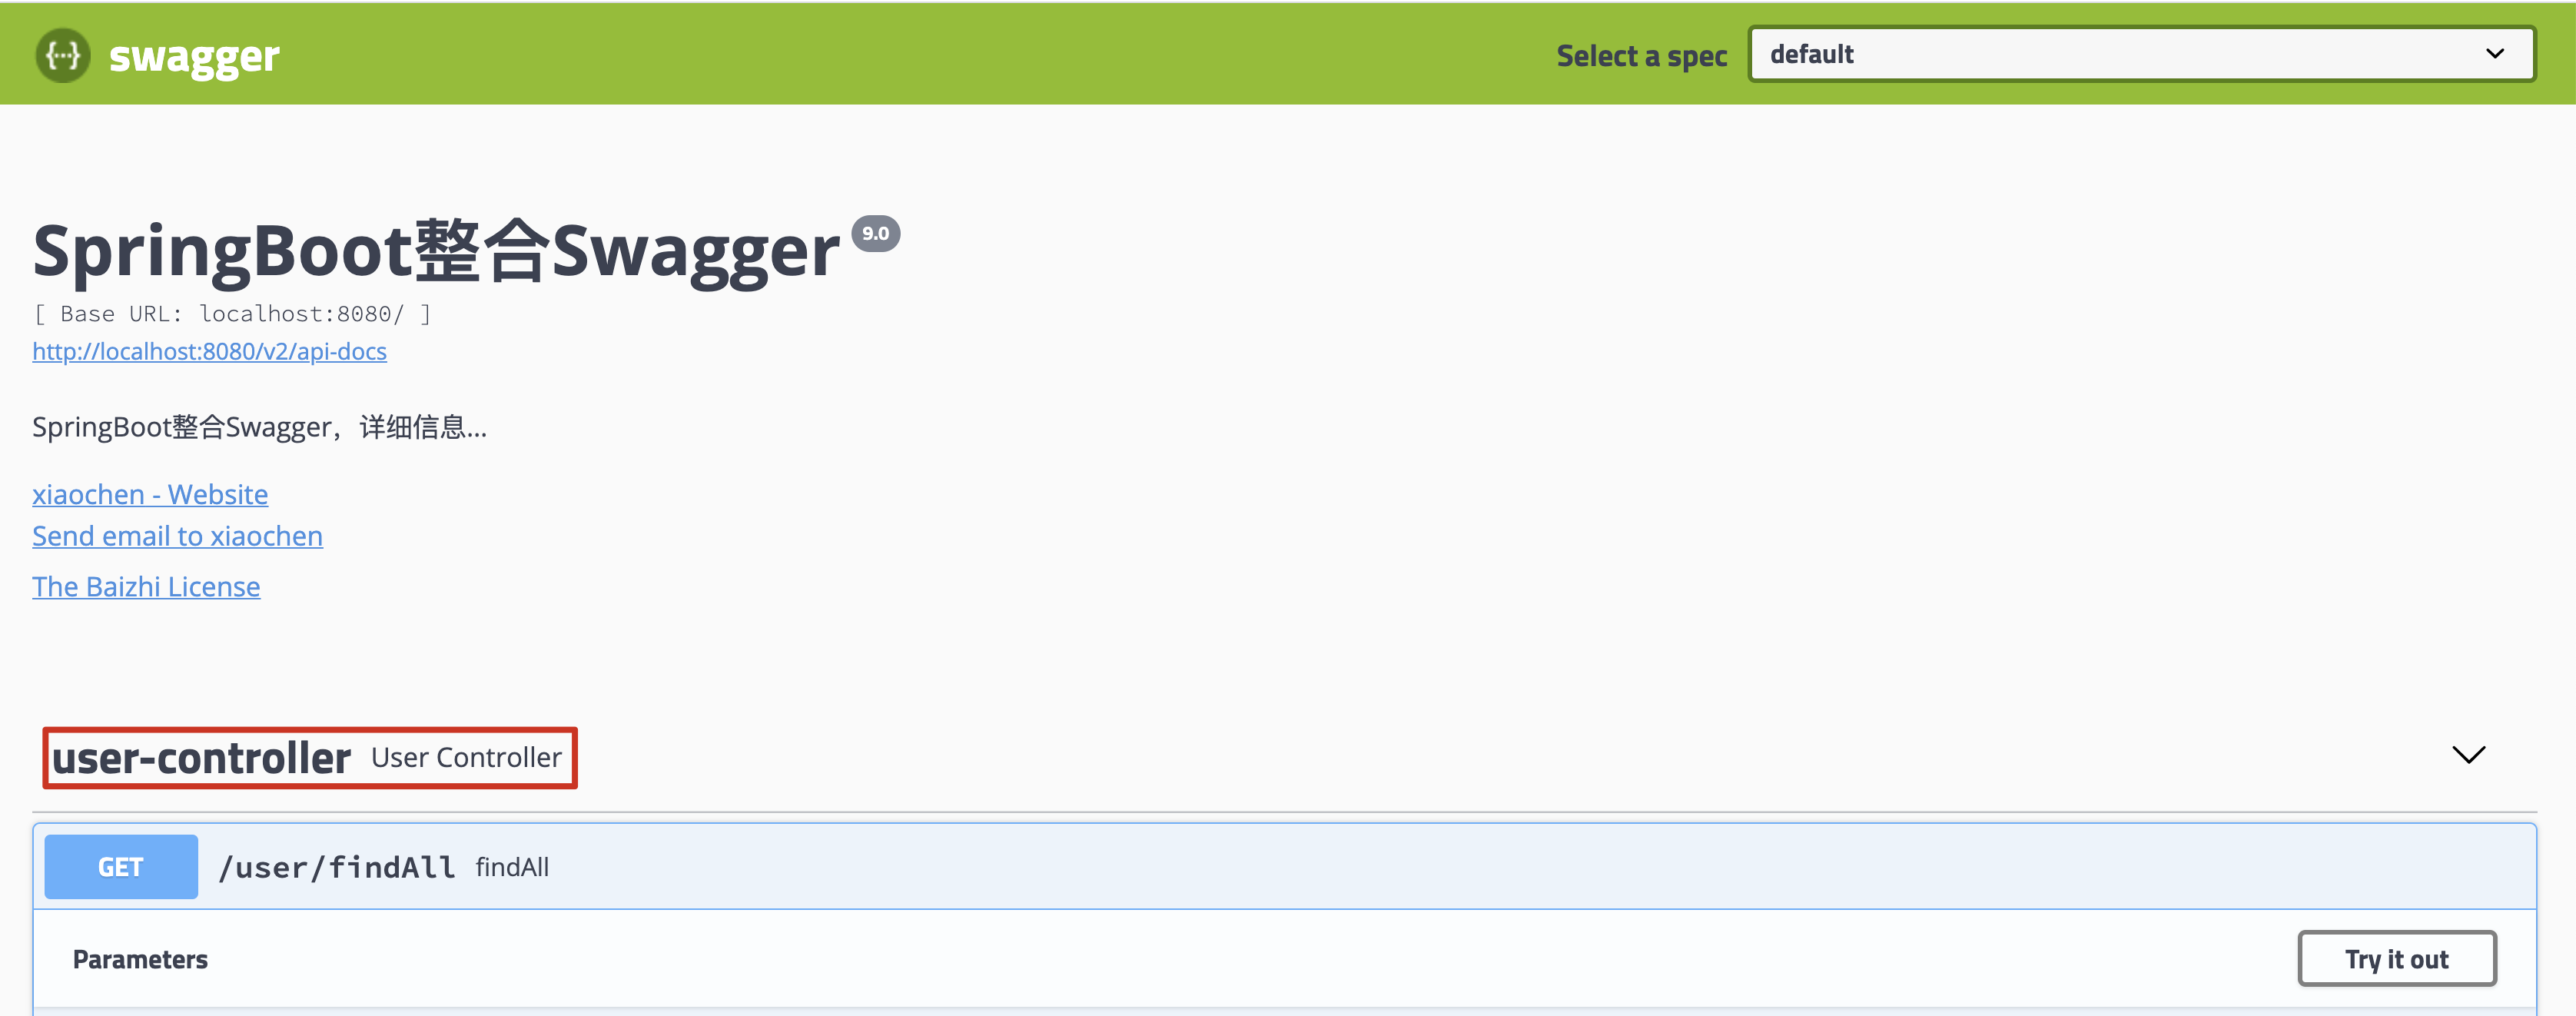 swagger
Select a spec default
SpringBoot整合Swagger 9.0
[ Base URL: localhost:8080/ ]
http://localhost:8080/v2/api-docs
SpringBoot整合Swagger，详细信息...
xiaochen - Website
Send email to xiaochen
The Baizhi License
user-controller User Controller
GET /user/findAll findAll
Parameters Try it out